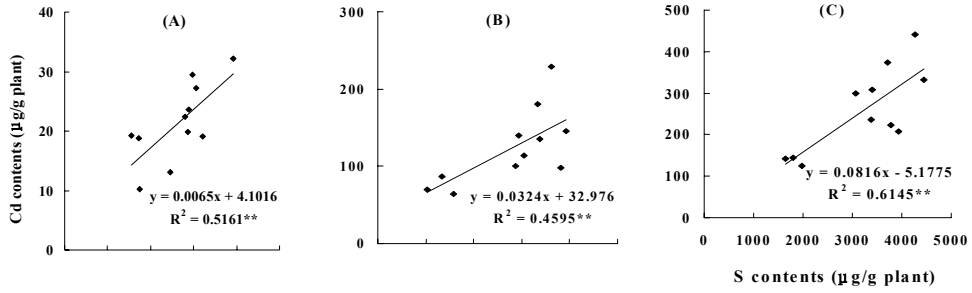 (A)
Cd contents (µg/g plant)
40
30
20
10
0
y = 0.0065x + 4.1016
R² = 0.5161**
(B)
300
200
100
0
y = 0.0324x + 32.976
R² = 0.4595**
(C)
500
400
300
200
100
0
y = 0.0816x - 5.1775
R² = 0.6145**
0 1000 2000 3000 4000 5000
S contents (µg/g plant)